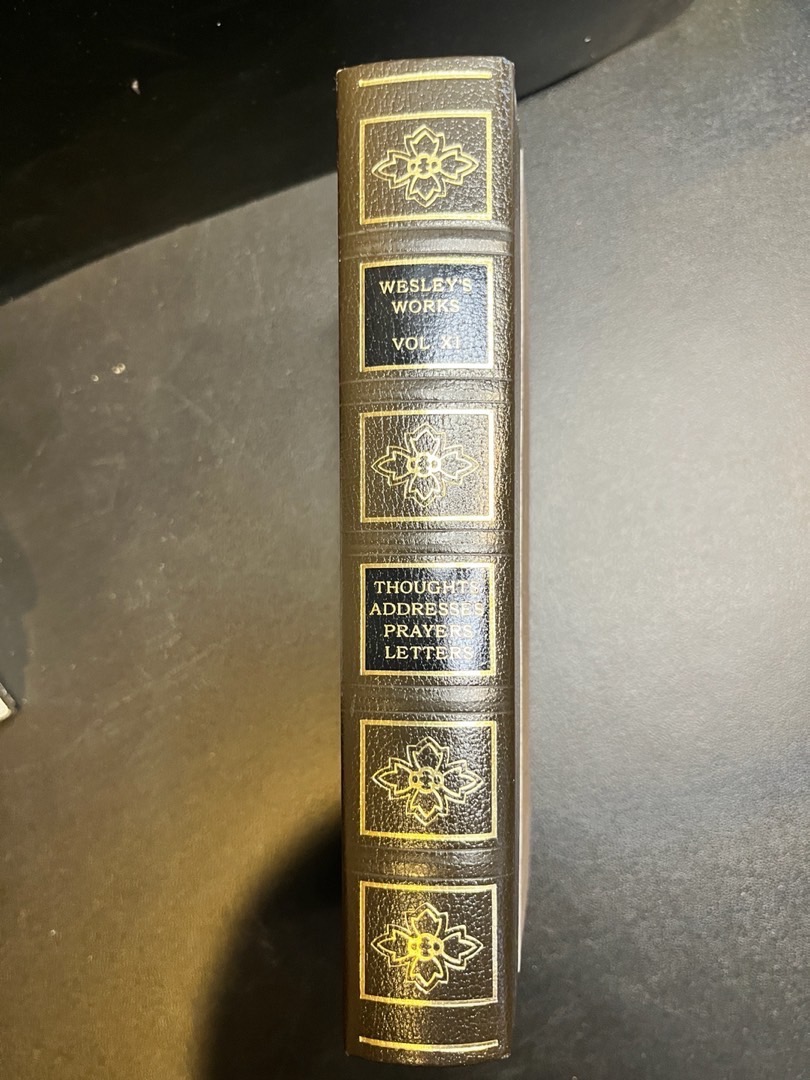 WESLEY'S
WORKS
VOL. XI
THOUGHTS
ADDRESSES
PRAYERS
LETTERS